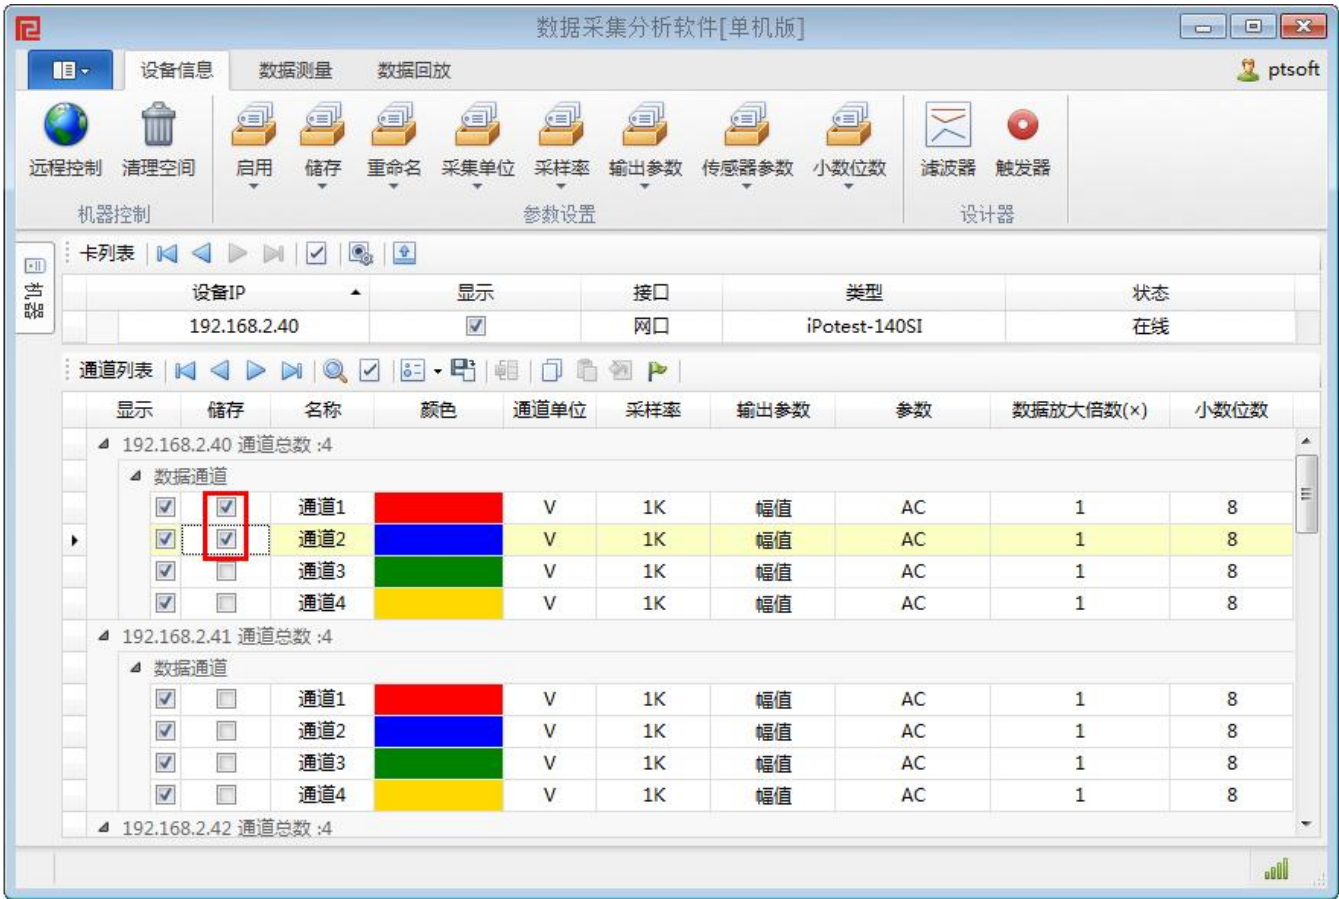 数据采集分析软件[单机版]
设备信息 数据测量 数据回放 ptsoft
远程控制 清理空间 启用 储存 重命名 采集单位 采样率 输出参数 传感器参数 小数位数 滤波器 触发器
机器控制 参数设置 设计器
机器
卡列表
设备IP 显示 接口 类型 状态
192.168.2.40 网口 iPotest-140SI 在线
通道列表
显示 储存 名称 颜色 通道单位 采样率 输出参数 参数 数据放大倍数(×) 小数位数
192.168.2.40 通道总数 :4
数据通道
通道1 V 1K 幅值 AC 1 8
通道2 V 1K 幅值 AC 1 8
通道3 V 1K 幅值 AC 1 8
通道4 V 1K 幅值 AC 1 8
192.168.2.41 通道总数 :4
数据通道
通道1 V 1K 幅值 AC 1 8
通道2 V 1K 幅值 AC 1 8
通道3 V 1K 幅值 AC 1 8
通道4 V 1K 幅值 AC 1 8
192.168.2.42 通道总数 :4